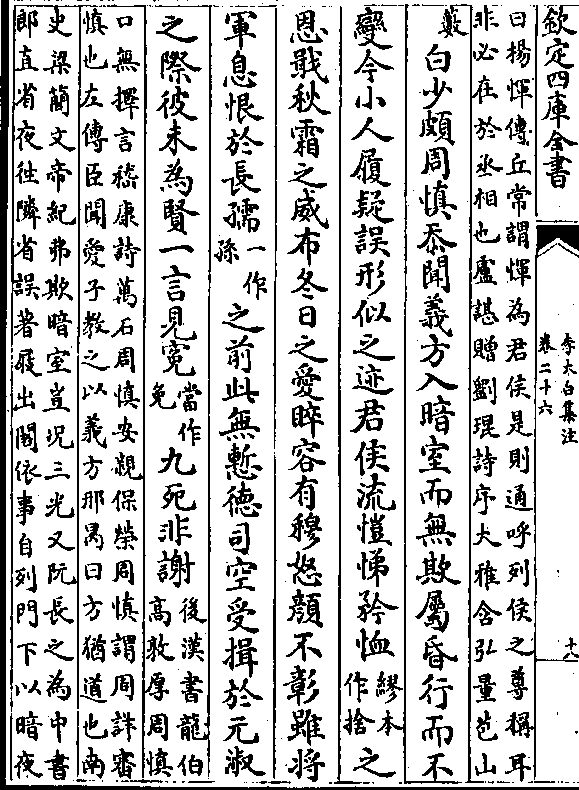 欽定四庫全書
李太白集注
卷二十六
十八
曰楊惲傳丘常謂惲為君侯是則通呼列侯之尊稱耳
非必在於丞相也盧諶贈劉琨詩序大雅含弘量苞山
藪
白少頗周慎忝聞義方入暗室而無欺屬昏行而不
變今小人履疑誤形似之迹君侯流愷悌矜恤
繆本
作捨
之
恩戢秋霜之威布冬日之愛睟容有穆怒顔不彰雖將
軍息恨於長孺
一作
孫
之前此無慙德司空受揖於元淑
之際彼未為賢一言見寃
當作
免
九死非謝
後漢書龍伯
高敦厚周慎
口無擇言嵇康詩萬石周慎安親保榮周慎謂周詳審
慎也左傳臣聞愛子教之以義方邢昺曰方猶道也南
史梁簡文帝紀弗欺暗室豈况三光又阮長之為中書
郎直省夜往隣省誤著屐出閣依事自列門下以暗夜